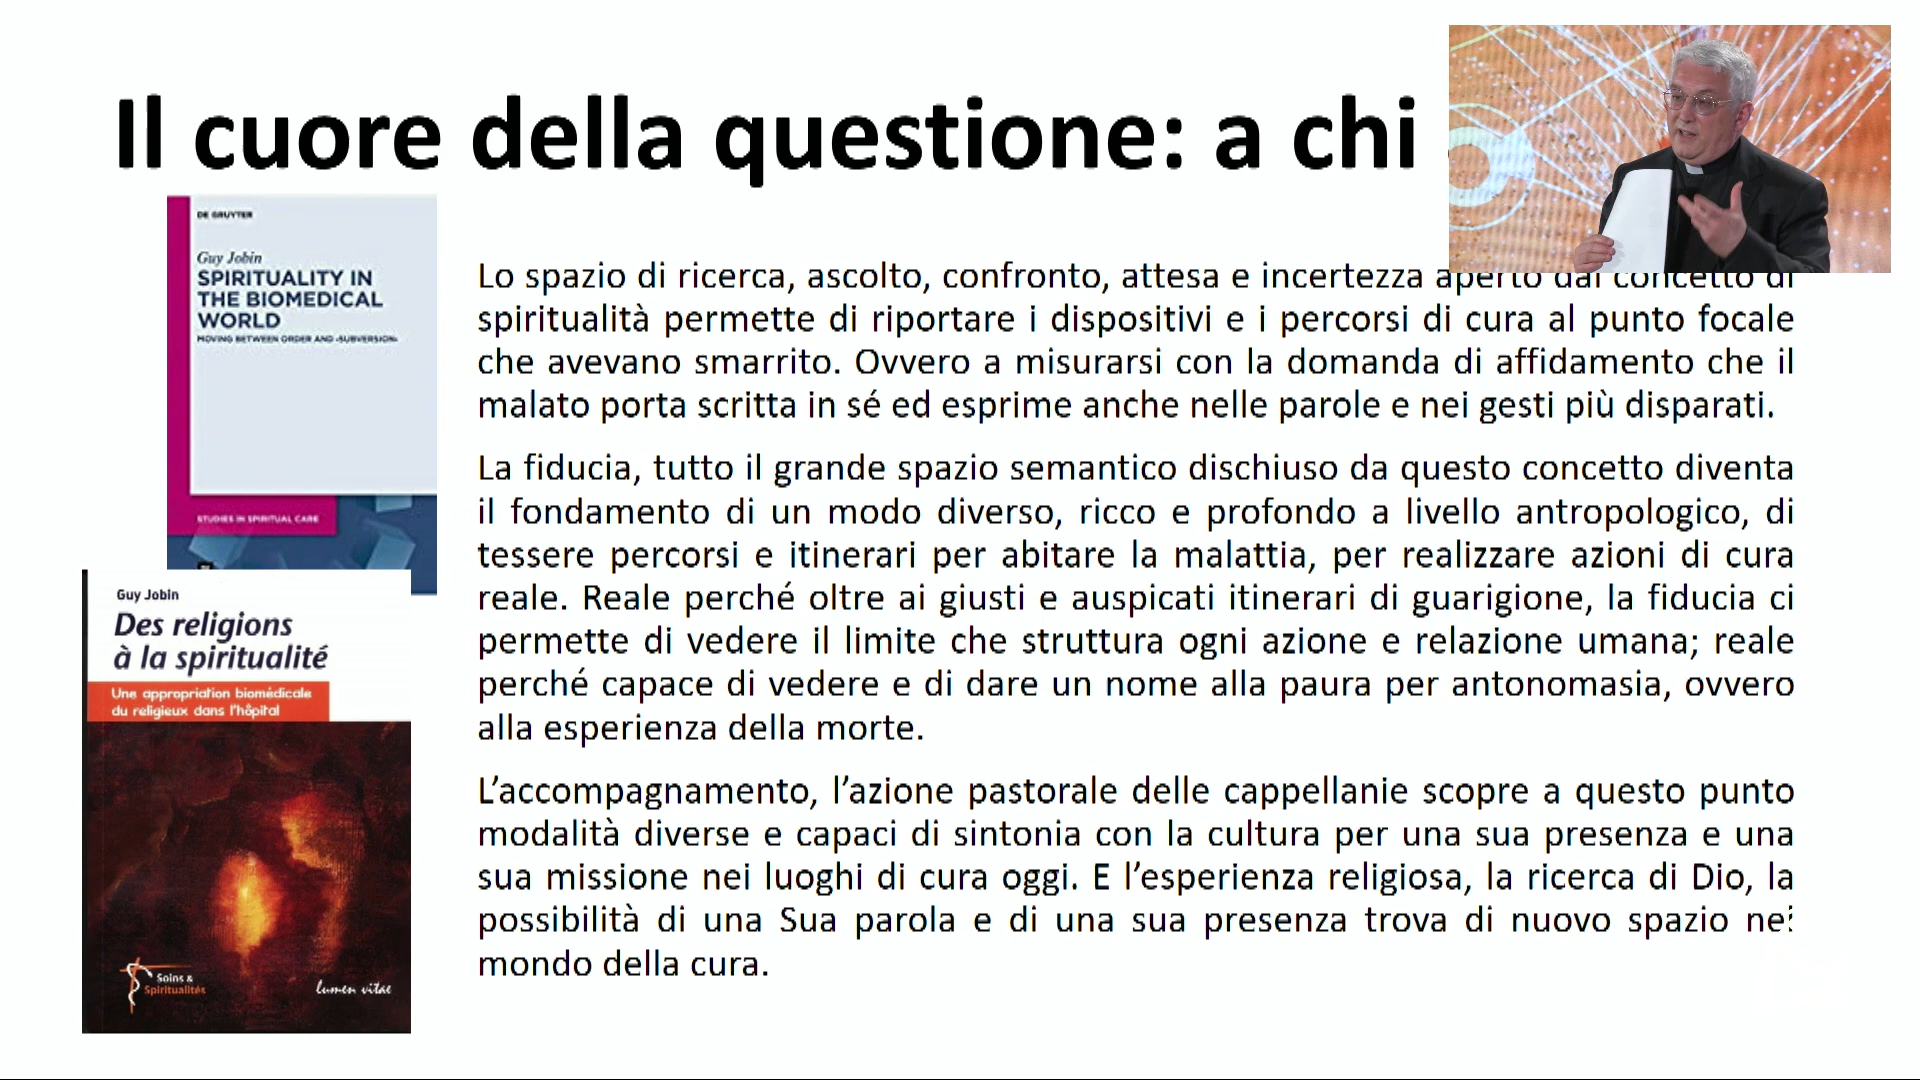 Il cuore della questione: a chi
DE GRUYTER
Guy Jobin
SPIRITUALITY IN
THE BIOMEDICAL
WORLD
MOVING BETWEEN ORDER AND ‹SUBVERSION›
STUDIES IN SPIRITUAL CARE
Guy Jobin
Des religions
à la spiritualité
Une appropriation biomédicale
du religieux dans l'hôpital
Soins &
Spiritualités
lumen vitae
Lo spazio di ricerca, ascolto, confronto, attesa e incertezza aperto dal concetto di
spiritualità permette di riportare i dispositivi e i percorsi di cura al punto focale
che avevano smarrito. Ovvero a misurarsi con la domanda di affidamento che il
malato porta scritta in sé ed esprime anche nelle parole e nei gesti più disparati.
La fiducia, tutto il grande spazio semantico dischiuso da questo concetto diventa
il fondamento di un modo diverso, ricco e profondo a livello antropologico, di
tessere percorsi e itinerari per abitare la malattia, per realizzare azioni di cura
reale. Reale perché oltre ai giusti e auspicati itinerari di guarigione, la fiducia ci
permette di vedere il limite che struttura ogni azione e relazione umana; reale
perché capace di vedere e di dare un nome alla paura per antonomasia, ovvero
alla esperienza della morte.
L’accompagnamento, l’azione pastorale delle cappellanie scopre a questo punto
modalità diverse e capaci di sintonia con la cultura per una sua presenza e una
sua missione nei luoghi di cura oggi. E l’esperienza religiosa, la ricerca di Dio, la
possibilità di una Sua parola e di una sua presenza trova di nuovo spazio nel
mondo della cura.